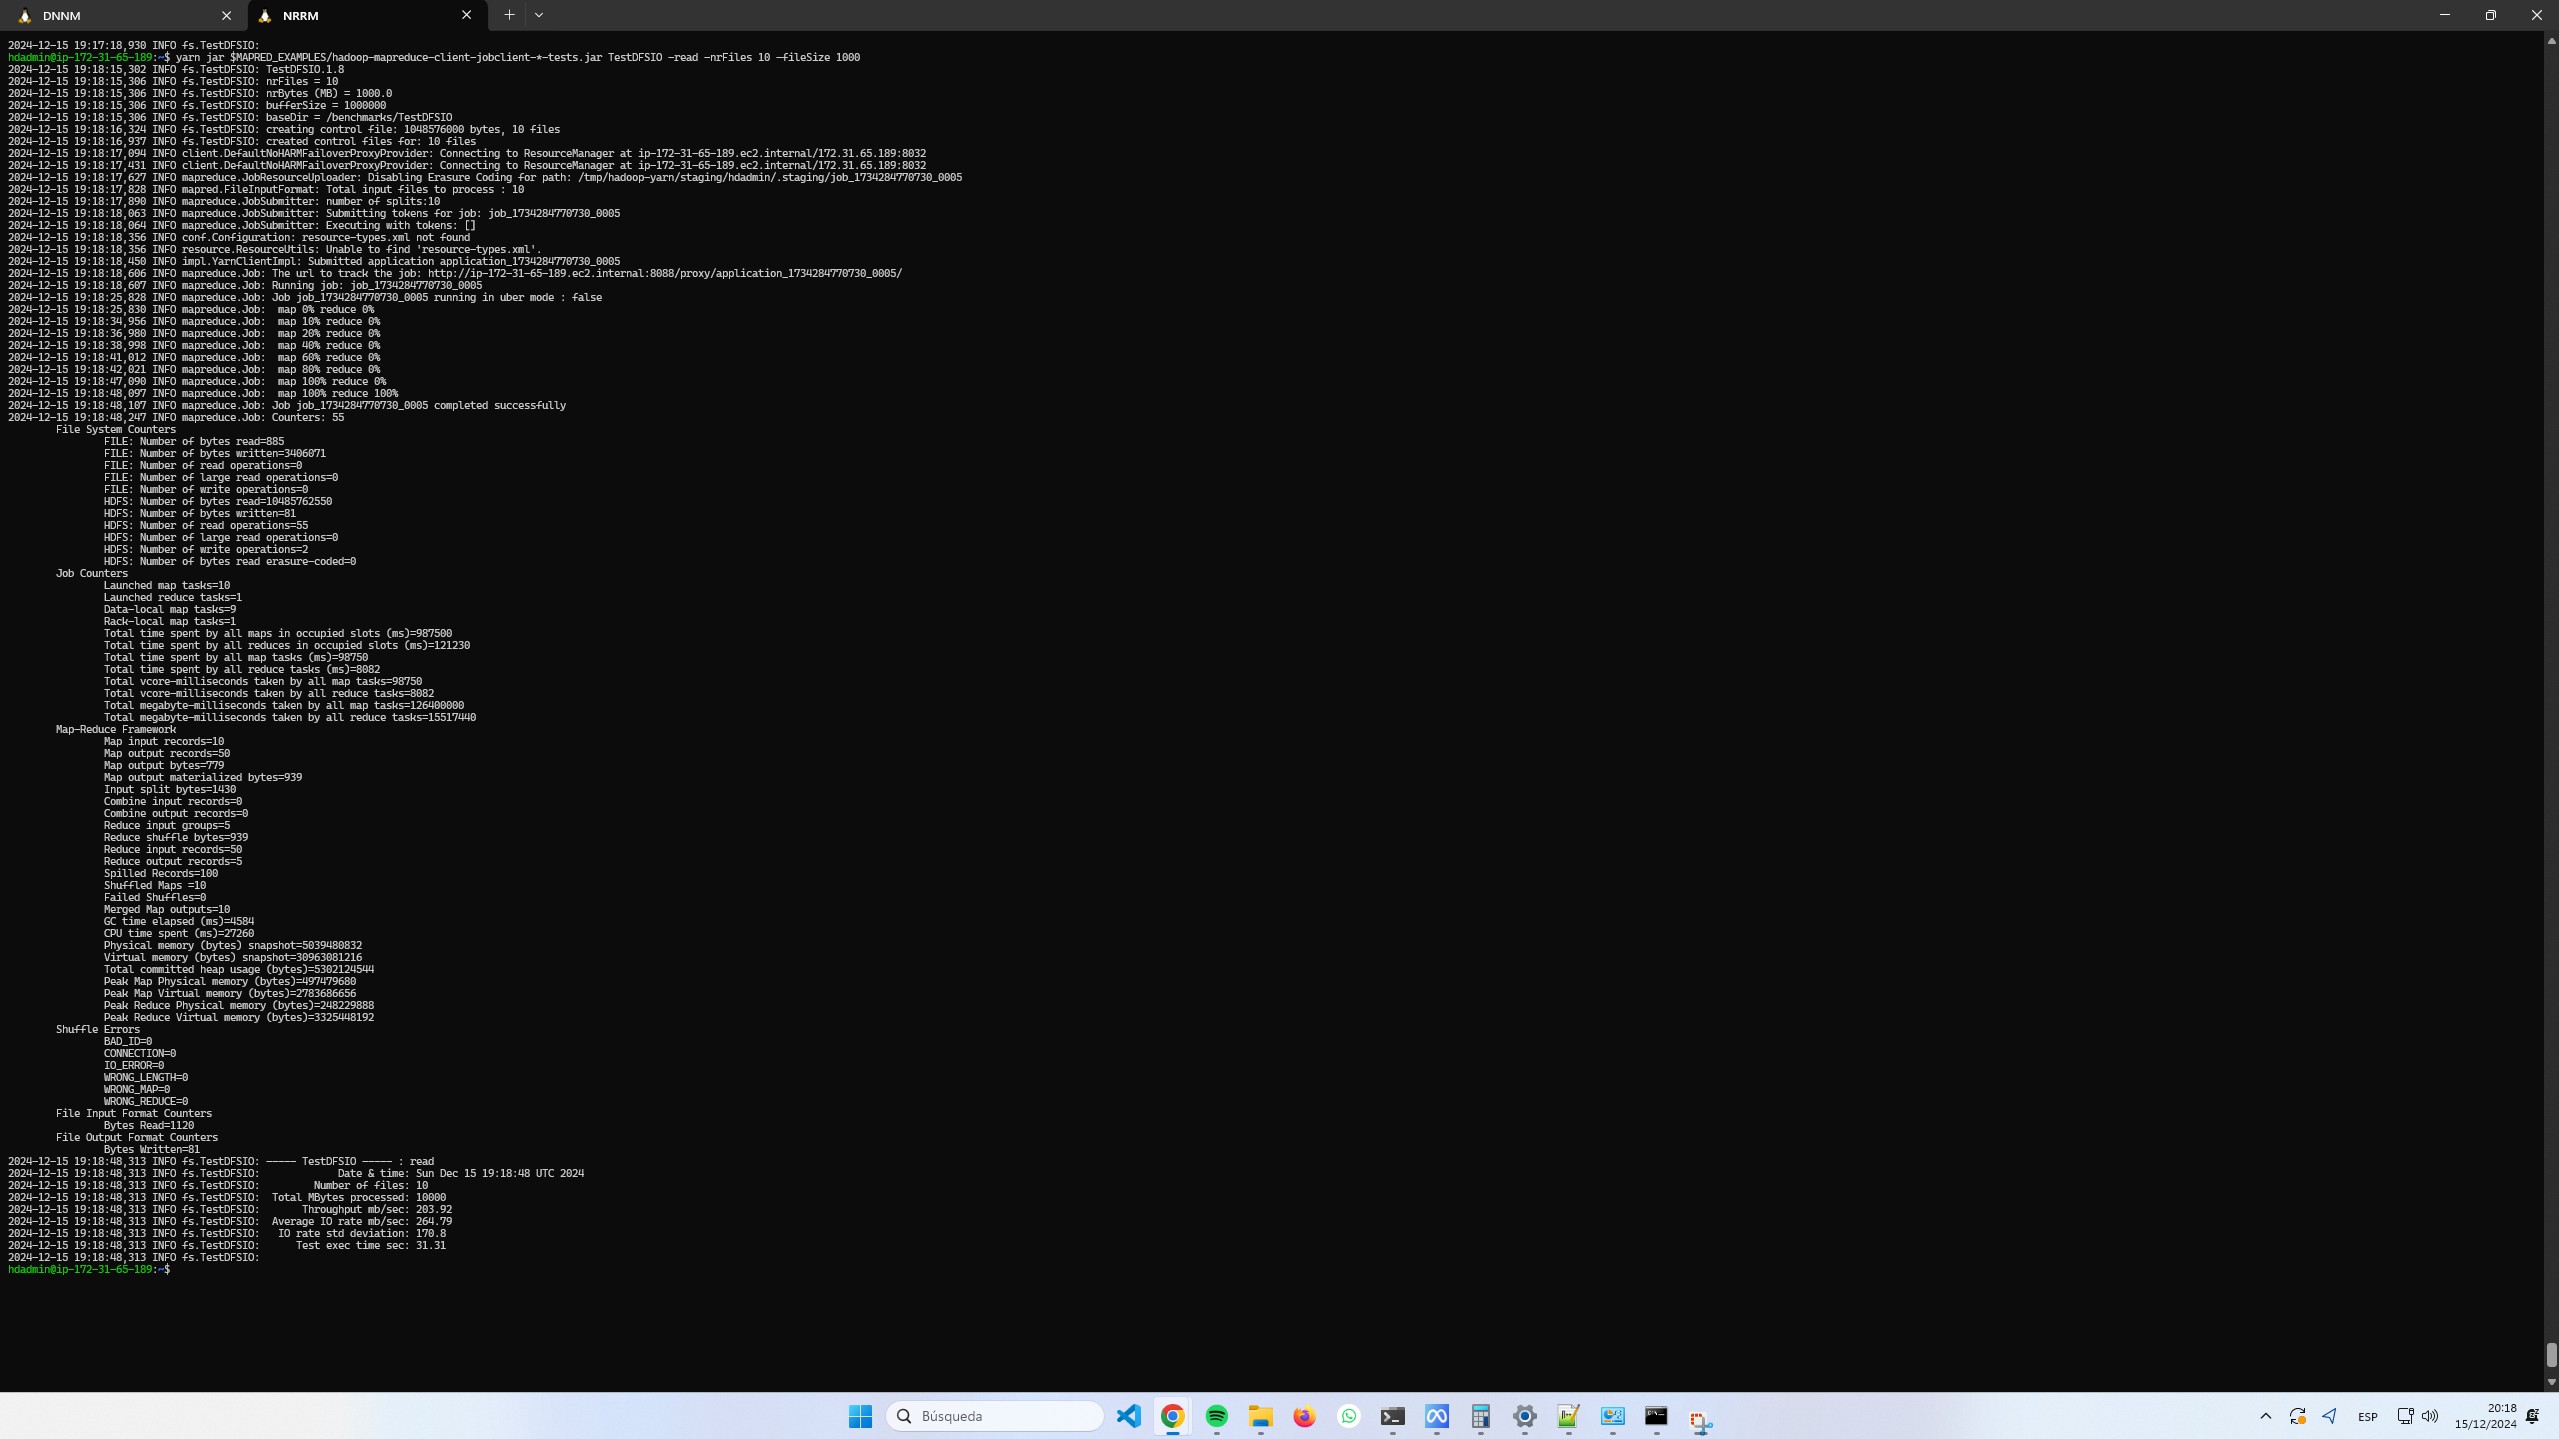 DNNM
NRRM
2024-12-15 19:17:18,930 INFO fs.TestDFSIO:
hdadmin@ip-172-31-65-189:~$ yarn jar $MAPRED_EXAMPLES/hadoop-mapreduce-client-jobclient-*-tests.jar TestDFSIO -read -nrFiles 10 -fileSize 1000
2024-12-15 19:18:15,302 INFO fs.TestDFSIO: TestDFSIO.1.8
2024-12-15 19:18:15,306 INFO fs.TestDFSIO: nrFiles = 10
2024-12-15 19:18:15,306 INFO fs.TestDFSIO: nrBytes (MB) = 1000.0
2024-12-15 19:18:15,306 INFO fs.TestDFSIO: bufferSize = 1000000
2024-12-15 19:18:15,306 INFO fs.TestDFSIO: baseDir = /benchmarks/TestDFSIO
2024-12-15 19:18:16,324 INFO fs.TestDFSIO: creating control file: 1048576000 bytes, 10 files
2024-12-15 19:18:16,937 INFO fs.TestDFSIO: created control files for: 10 files
2024-12-15 19:18:17,094 INFO client.DefaultNoHARMFailoverProxyProvider: Connecting to ResourceManager at ip-172-31-65-189.ec2.internal/172.31.65.189:8032
2024-12-15 19:18:17,431 INFO client.DefaultNoHARMFailoverProxyProvider: Connecting to ResourceManager at ip-172-31-65-189.ec2.internal/172.31.65.189:8032
2024-12-15 19:18:17,627 INFO mapreduce.JobResourceUploader: Disabling Erasure Coding for path: /tmp/hadoop-yarn/staging/hdadmin/.staging/job_1734284770730_0005
2024-12-15 19:18:17,828 INFO mapred.FileInputFormat: Total input files to process : 10
2024-12-15 19:18:17,890 INFO mapreduce.JobSubmitter: number of splits:10
2024-12-15 19:18:18,063 INFO mapreduce.JobSubmitter: Submitting tokens for job: job_1734284770730_0005
2024-12-15 19:18:18,064 INFO mapreduce.JobSubmitter: Executing with tokens: []
2024-12-15 19:18:18,356 INFO conf.Configuration: resource-types.xml not found
2024-12-15 19:18:18,356 INFO resource.ResourceUtils: Unable to find 'resource-types.xml'.
2024-12-15 19:18:18,450 INFO impl.YarnClientImpl: Submitted application application_1734284770730_0005
2024-12-15 19:18:18,606 INFO mapreduce.Job: The url to track the job: http://ip-172-31-65-189.ec2.internal:8088/proxy/application_1734284770730_0005/
2024-12-15 19:18:18,607 INFO mapreduce.Job: Running job: job_1734284770730_0005
2024-12-15 19:18:25,828 INFO mapreduce.Job: Job job_1734284770730_0005 running in uber mode : false
2024-12-15 19:18:25,830 INFO mapreduce.Job:  map 0% reduce 0%
2024-12-15 19:18:34,956 INFO mapreduce.Job:  map 10% reduce 0%
2024-12-15 19:18:36,980 INFO mapreduce.Job:  map 20% reduce 0%
2024-12-15 19:18:38,998 INFO mapreduce.Job:  map 40% reduce 0%
2024-12-15 19:18:41,012 INFO mapreduce.Job:  map 60% reduce 0%
2024-12-15 19:18:42,021 INFO mapreduce.Job:  map 80% reduce 0%
2024-12-15 19:18:47,090 INFO mapreduce.Job:  map 100% reduce 0%
2024-12-15 19:18:48,097 INFO mapreduce.Job:  map 100% reduce 100%
2024-12-15 19:18:48,107 INFO mapreduce.Job: Job job_1734284770730_0005 completed successfully
2024-12-15 19:18:48,247 INFO mapreduce.Job: Counters: 55
File System Counters
FILE: Number of bytes read=885
FILE: Number of bytes written=3406071
FILE: Number of read operations=0
FILE: Number of large read operations=0
FILE: Number of write operations=0
HDFS: Number of bytes read=10485762550
HDFS: Number of bytes written=81
HDFS: Number of read operations=55
HDFS: Number of large read operations=0
HDFS: Number of write operations=2
HDFS: Number of bytes read erasure-coded=0
Job Counters
Launched map tasks=10
Launched reduce tasks=1
Data-local map tasks=9
Rack-local map tasks=1
Total time spent by all maps in occupied slots (ms)=987500
Total time spent by all reduces in occupied slots (ms)=121230
Total time spent by all map tasks (ms)=98750
Total time spent by all reduce tasks (ms)=8082
Total vcore-milliseconds taken by all map tasks=98750
Total vcore-milliseconds taken by all reduce tasks=8082
Total megabyte-milliseconds taken by all map tasks=126400000
Total megabyte-milliseconds taken by all reduce tasks=15517440
Map-Reduce Framework
Map input records=10
Map output records=50
Map output bytes=779
Map output materialized bytes=939
Input split bytes=1430
Combine input records=0
Combine output records=0
Reduce input groups=5
Reduce shuffle bytes=939
Reduce input records=50
Reduce output records=5
Spilled Records=100
Shuffled Maps =10
Failed Shuffles=0
Merged Map outputs=10
GC time elapsed (ms)=4584
CPU time spent (ms)=27260
Physical memory (bytes) snapshot=5039480832
Virtual memory (bytes) snapshot=30963081216
Total committed heap usage (bytes)=5302124544
Peak Map Physical memory (bytes)=497479680
Peak Map Virtual memory (bytes)=2783686656
Peak Reduce Physical memory (bytes)=248229888
Peak Reduce Virtual memory (bytes)=3325448192
Shuffle Errors
BAD_ID=0
CONNECTION=0
IO_ERROR=0
WRONG_LENGTH=0
WRONG_MAP=0
WRONG_REDUCE=0
File Input Format Counters
Bytes Read=1120
File Output Format Counters
Bytes Written=81
2024-12-15 19:18:48,313 INFO fs.TestDFSIO: ----- TestDFSIO ----- : read
2024-12-15 19:18:48,313 INFO fs.TestDFSIO:             Date & time: Sun Dec 15 19:18:48 UTC 2024
2024-12-15 19:18:48,313 INFO fs.TestDFSIO:         Number of files: 10
2024-12-15 19:18:48,313 INFO fs.TestDFSIO:  Total MBytes processed: 10000
2024-12-15 19:18:48,313 INFO fs.TestDFSIO:       Throughput mb/sec: 203.92
2024-12-15 19:18:48,313 INFO fs.TestDFSIO:  Average IO rate mb/sec: 264.79
2024-12-15 19:18:48,313 INFO fs.TestDFSIO:   IO rate std deviation: 170.8
2024-12-15 19:18:48,313 INFO fs.TestDFSIO:      Test exec time sec: 31.31
2024-12-15 19:18:48,313 INFO fs.TestDFSIO:
hdadmin@ip-172-31-65-189:~$
Búsqueda
ESP
20:18
15/12/2024